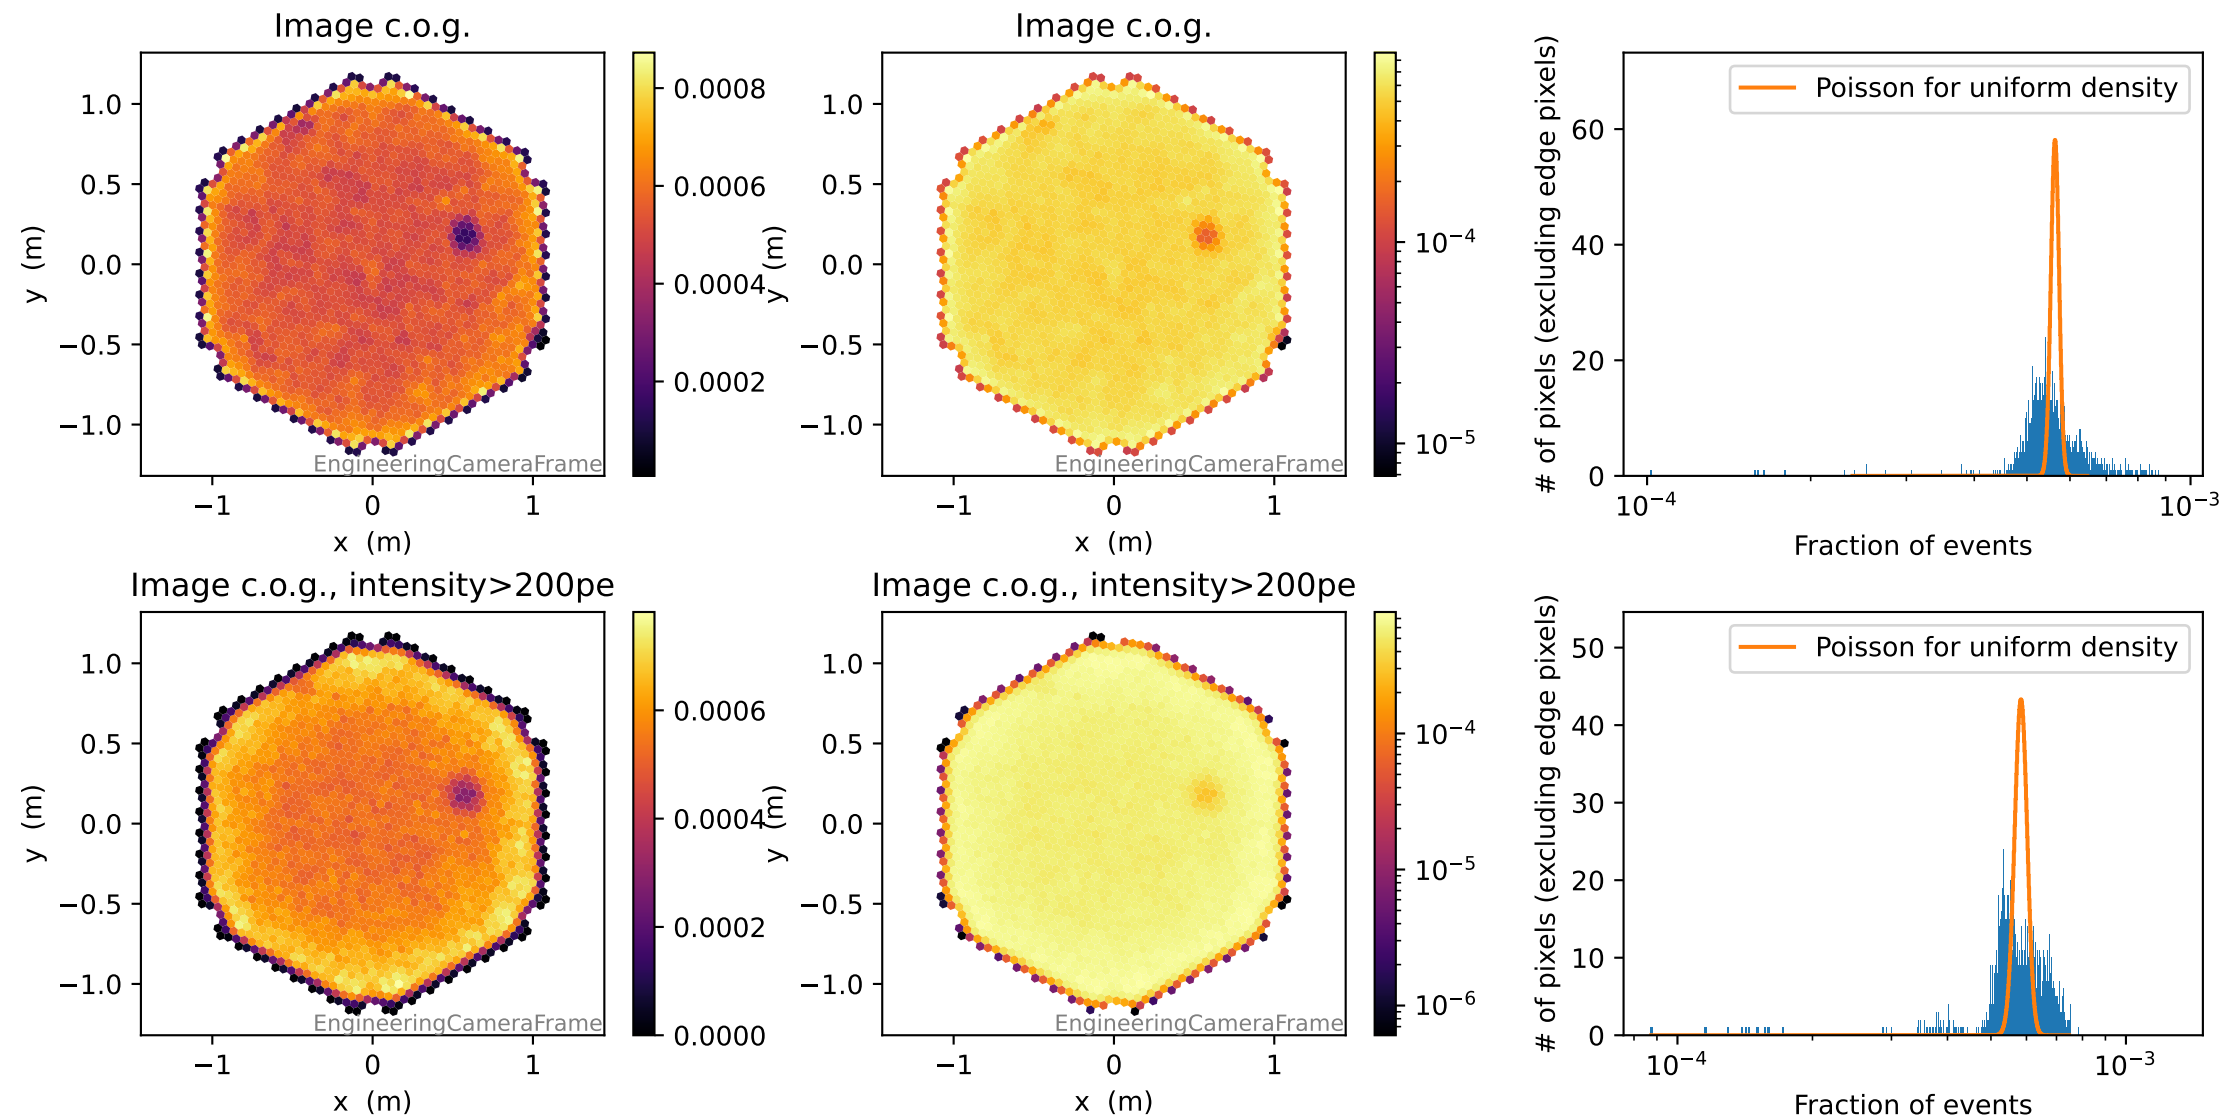 Image c.o.g.
1.0
0.5
0.0
−0.5
−1.0
y (m)
−1
0
1
x (m)
EngineeringCameraFrame
0.0008
0.0006
0.0004
0.0002
Image c.o.g.
1.0
0.5
0.0
−0.5
−1.0
y (m)
−1
0
1
x (m)
EngineeringCameraFrame
10⁻⁴
10⁻⁵
# of pixels (excluding edge pixels)
60
40
20
0
Poisson for uniform density
10⁻⁴
10⁻³
Fraction of events
Image c.o.g., intensity>200pe
1.0
0.5
0.0
−0.5
−1.0
y (m)
−1
0
1
x (m)
EngineeringCameraFrame
0.0006
0.0004
0.0002
0.0000
Image c.o.g., intensity>200pe
1.0
0.5
0.0
−0.5
−1.0
y (m)
−1
0
1
x (m)
EngineeringCameraFrame
10⁻⁴
10⁻⁵
10⁻⁶
# of pixels (excluding edge pixels)
50
40
30
20
10
0
Poisson for uniform density
10⁻⁴
10⁻³
Fraction of events